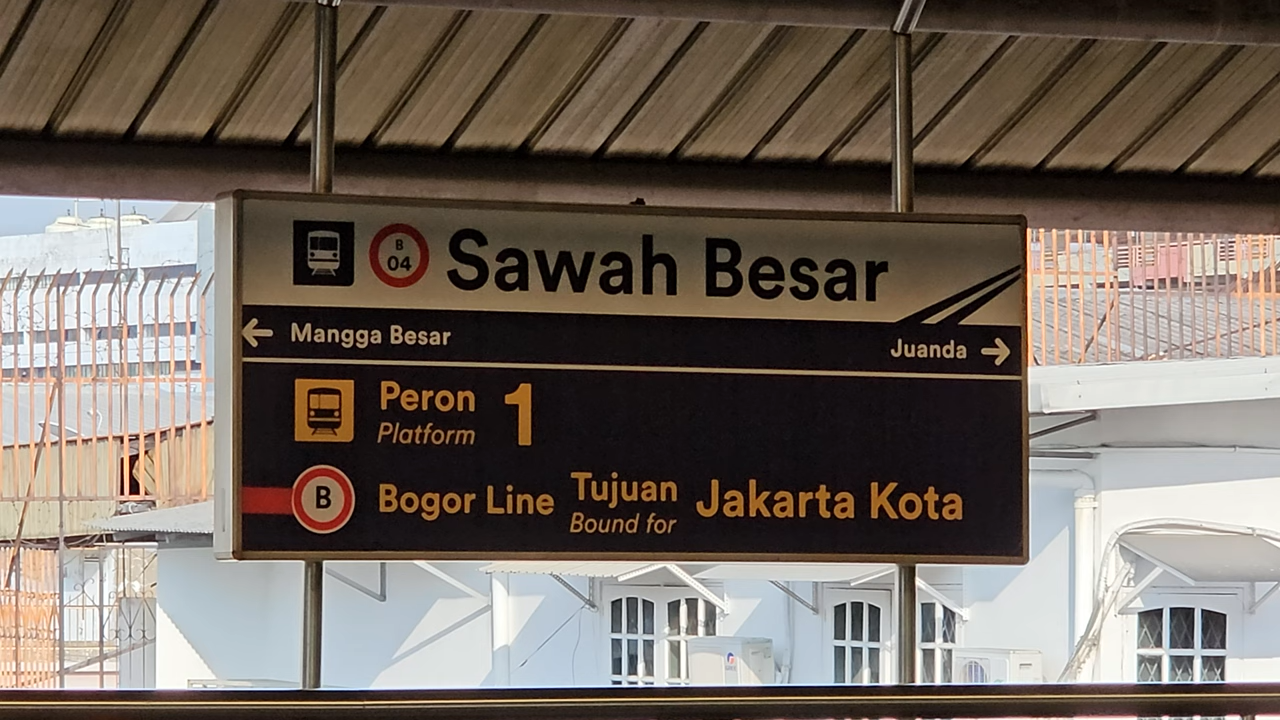 B
04
Sawah Besar
Mangga Besar
Juanda
Peron 1
Platform
B
Bogor Line Tujuan Jakarta Kota
Bound for